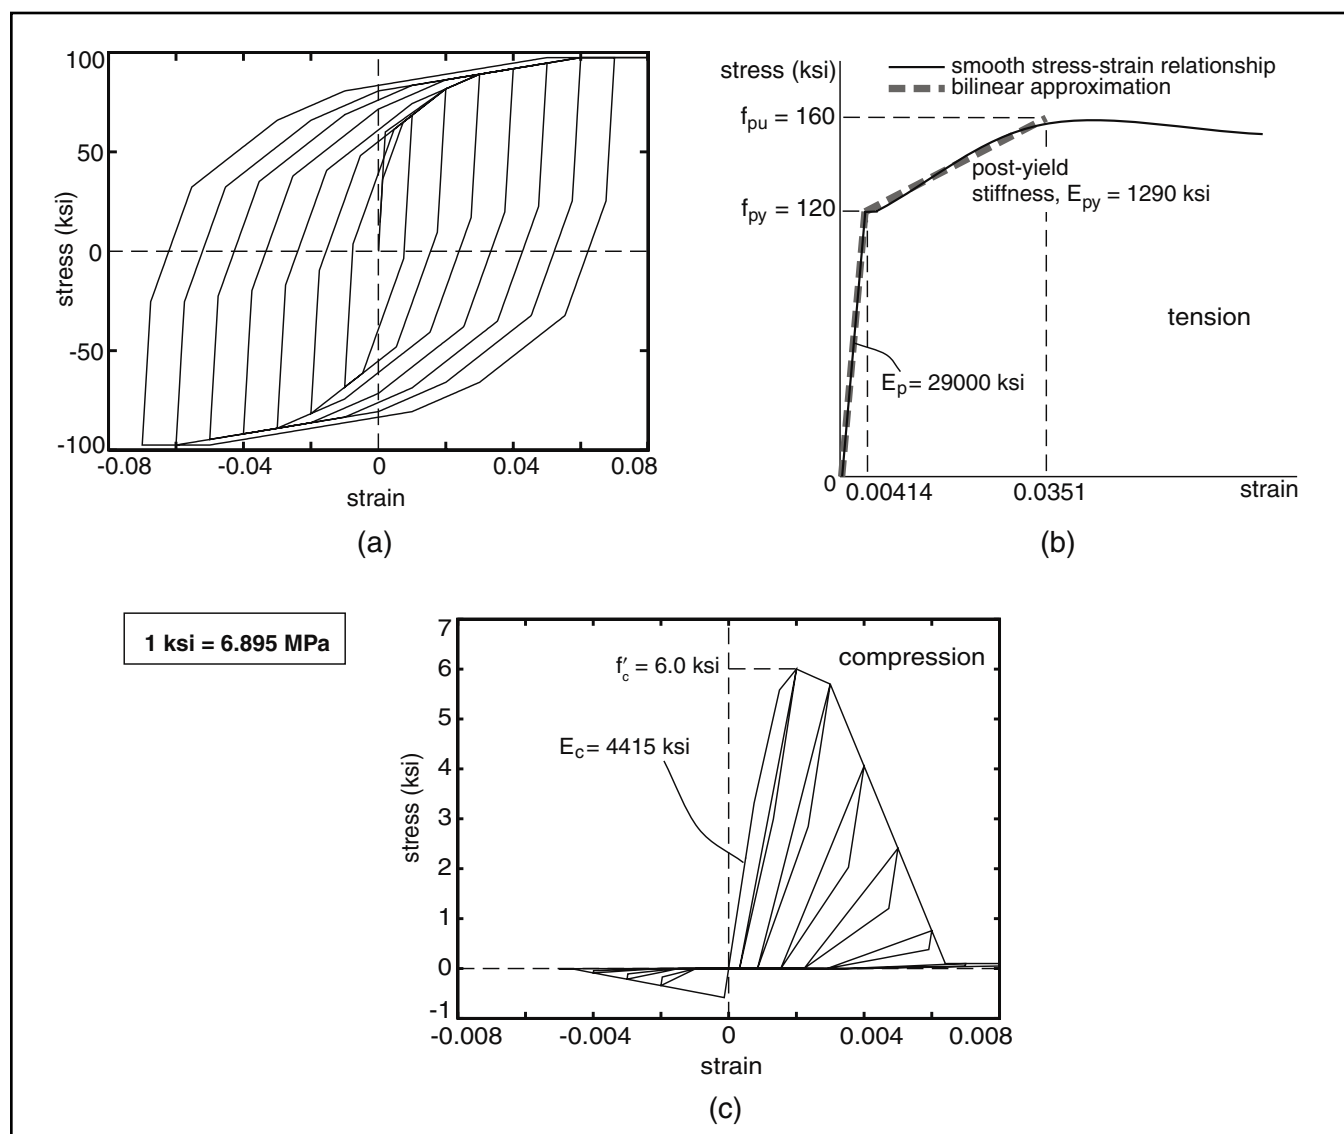 100
50
0
-50
-100
-0.08
-0.04
0
0.04
0.08
stress (ksi)
strain
(a)
stress (ksi)
smooth stress-strain relationship
bilinear approximation
f_pu = 160
f_py = 120
post-yield
stiffness, E_py = 1290 ksi
tension
E_p = 29000 ksi
0
0.00414
0.0351
strain
(b)
1 ksi = 6.895 MPa
7
6
5
4
3
2
1
0
-1
f'_c = 6.0 ksi
compression
E_c = 4415 ksi
stress (ksi)
-0.008
-0.004
0
0.004
0.008
strain
(c)